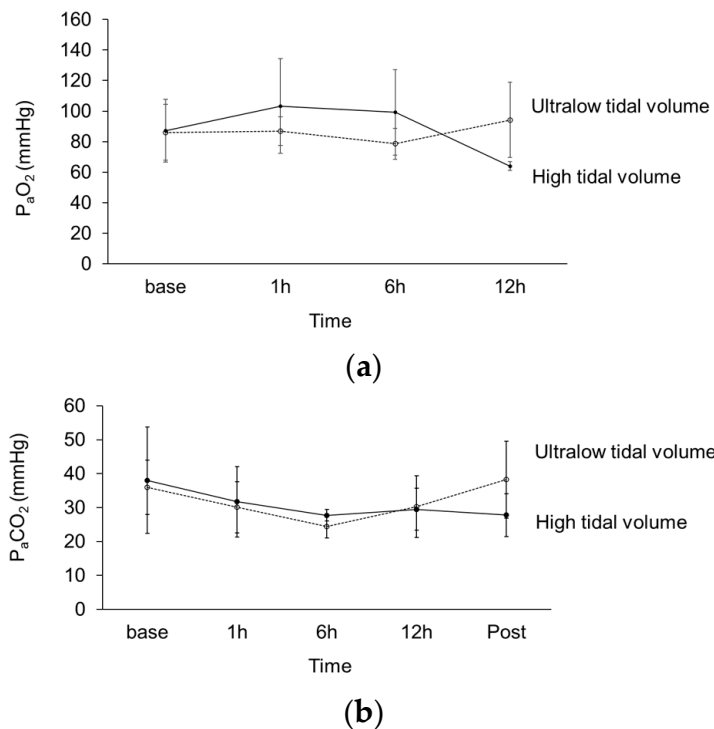 160
140
120
100
80
60
40
20
0
PₐO₂ (mmHg)
Ultralow tidal volume
High tidal volume
base 1h 6h 12h
Time
(a)
60
50
40
30
20
10
0
PₐCO₂ (mmHg)
Ultralow tidal volume
High tidal volume
base 1h 6h 12h Post
Time
(b)